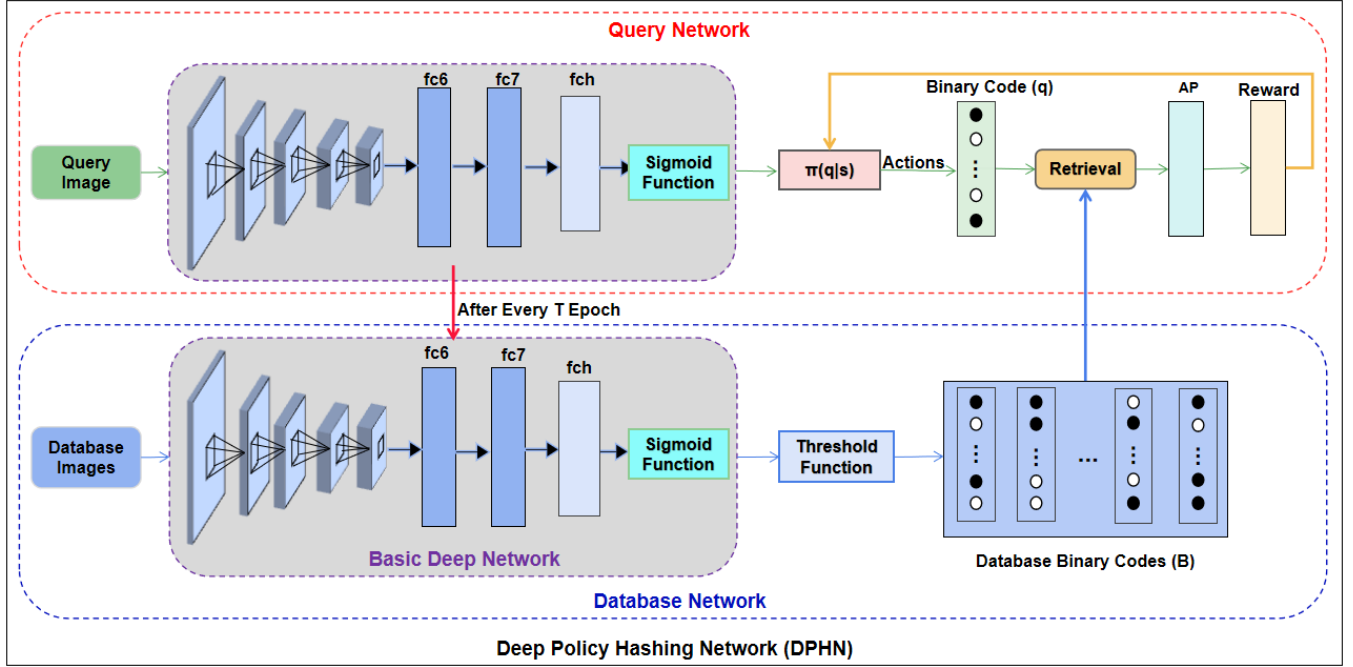 Query Network
fc6
fc7
fch
Query
Image
Sigmoid
Function
π(q|s)
Actions
Binary Code (q)
Retrieval
AP
Reward
After Every T Epoch
fc6
fc7
fch
Database
Images
Sigmoid
Function
Threshold
Function
...
Basic Deep Network
Database Binary Codes (B)
Database Network
Deep Policy Hashing Network (DPHN)